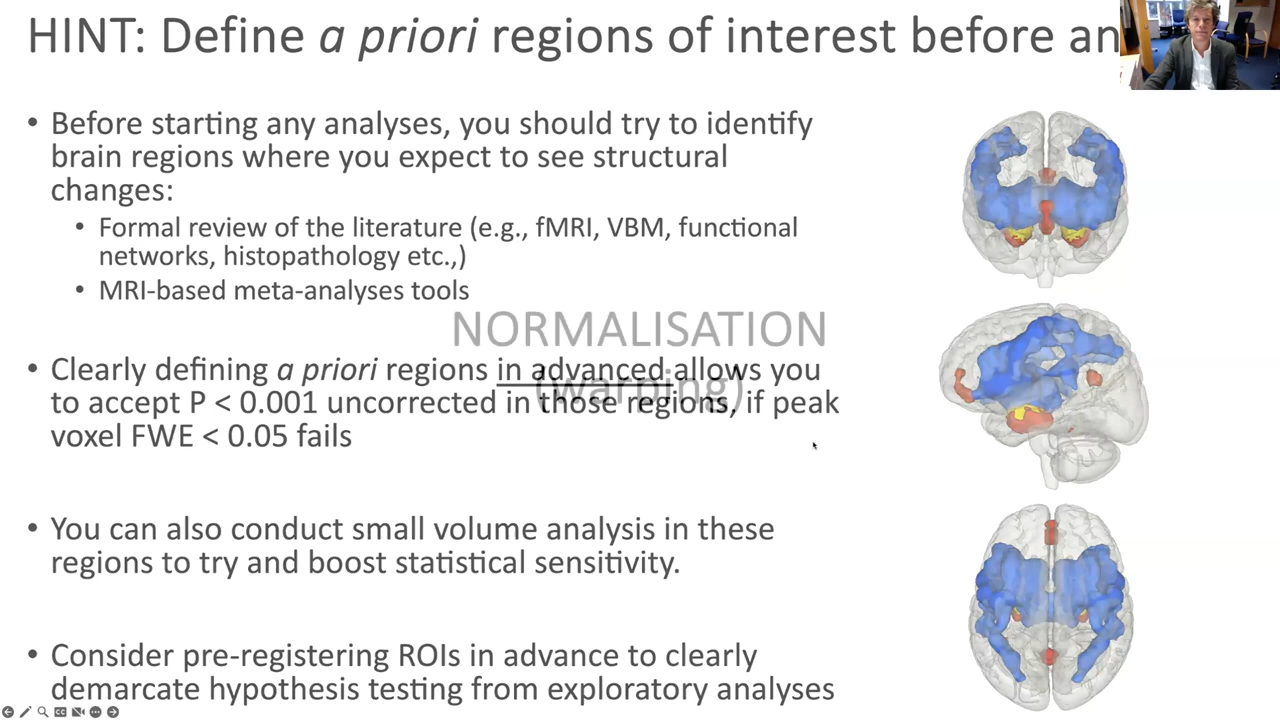 HINT: Define a priori regions of interest before an
• Before starting any analyses, you should try to identify
brain regions where you expect to see structural
changes:
• Formal review of the literature (e.g., fMRI, VBM, functional
networks, histopathology etc.,)
• MRI-based meta-analyses tools
NORMALISATION
• Clearly defining a priori regions in advanced allows you
(warping)
to accept P < 0.001 uncorrected in those regions, if peak
voxel FWE < 0.05 fails
• You can also conduct small volume analysis in these
regions to try and boost statistical sensitivity.
• Consider pre-registering ROIs in advance to clearly
demarcate hypothesis testing from exploratory analyses